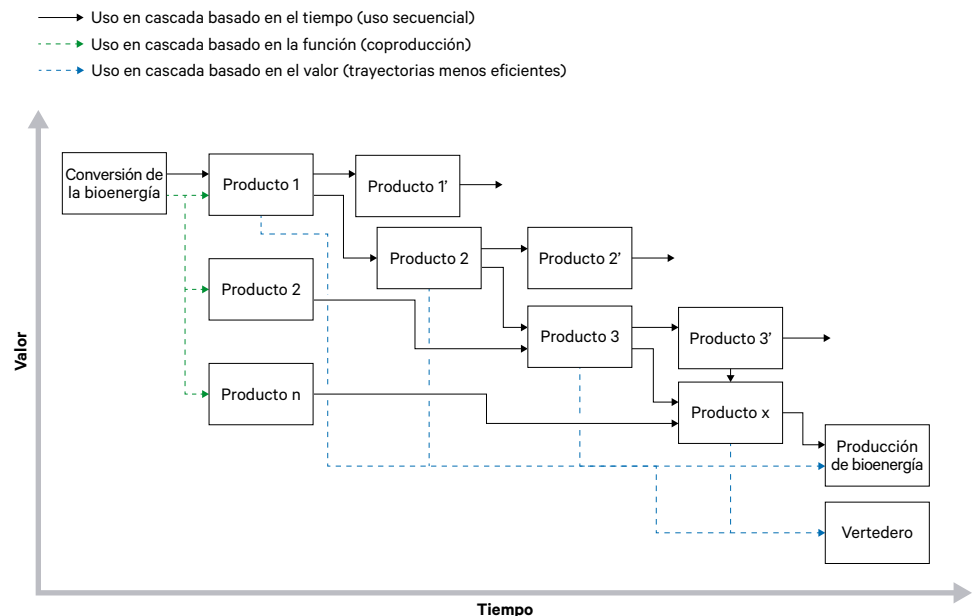 Uso en cascada basado en el tiempo (uso secuencial)
Uso en cascada basado en la función (coproducción)
Uso en cascada basado en el valor (trayectorias menos eficientes)
Conversión de
la bioenergía
Producto 1
Producto 1’
Producto 2
Producto 2’
Producto 2
Producto 3
Producto 3’
Producto n
Producto x
Producción
de bioenergía
Vertedero
Valor
Tiempo